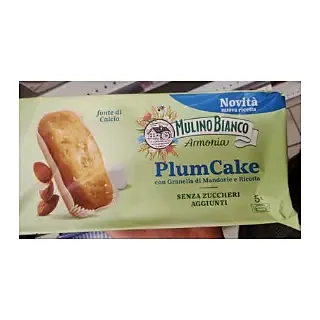 Novità
nuova ricetta
fonte di
Calcio
MULINO BIANCO
Armonia
PlumCake
con Granella di Mandorle e Ricotta
SENZA ZUCCHERI
AGGIUNTI